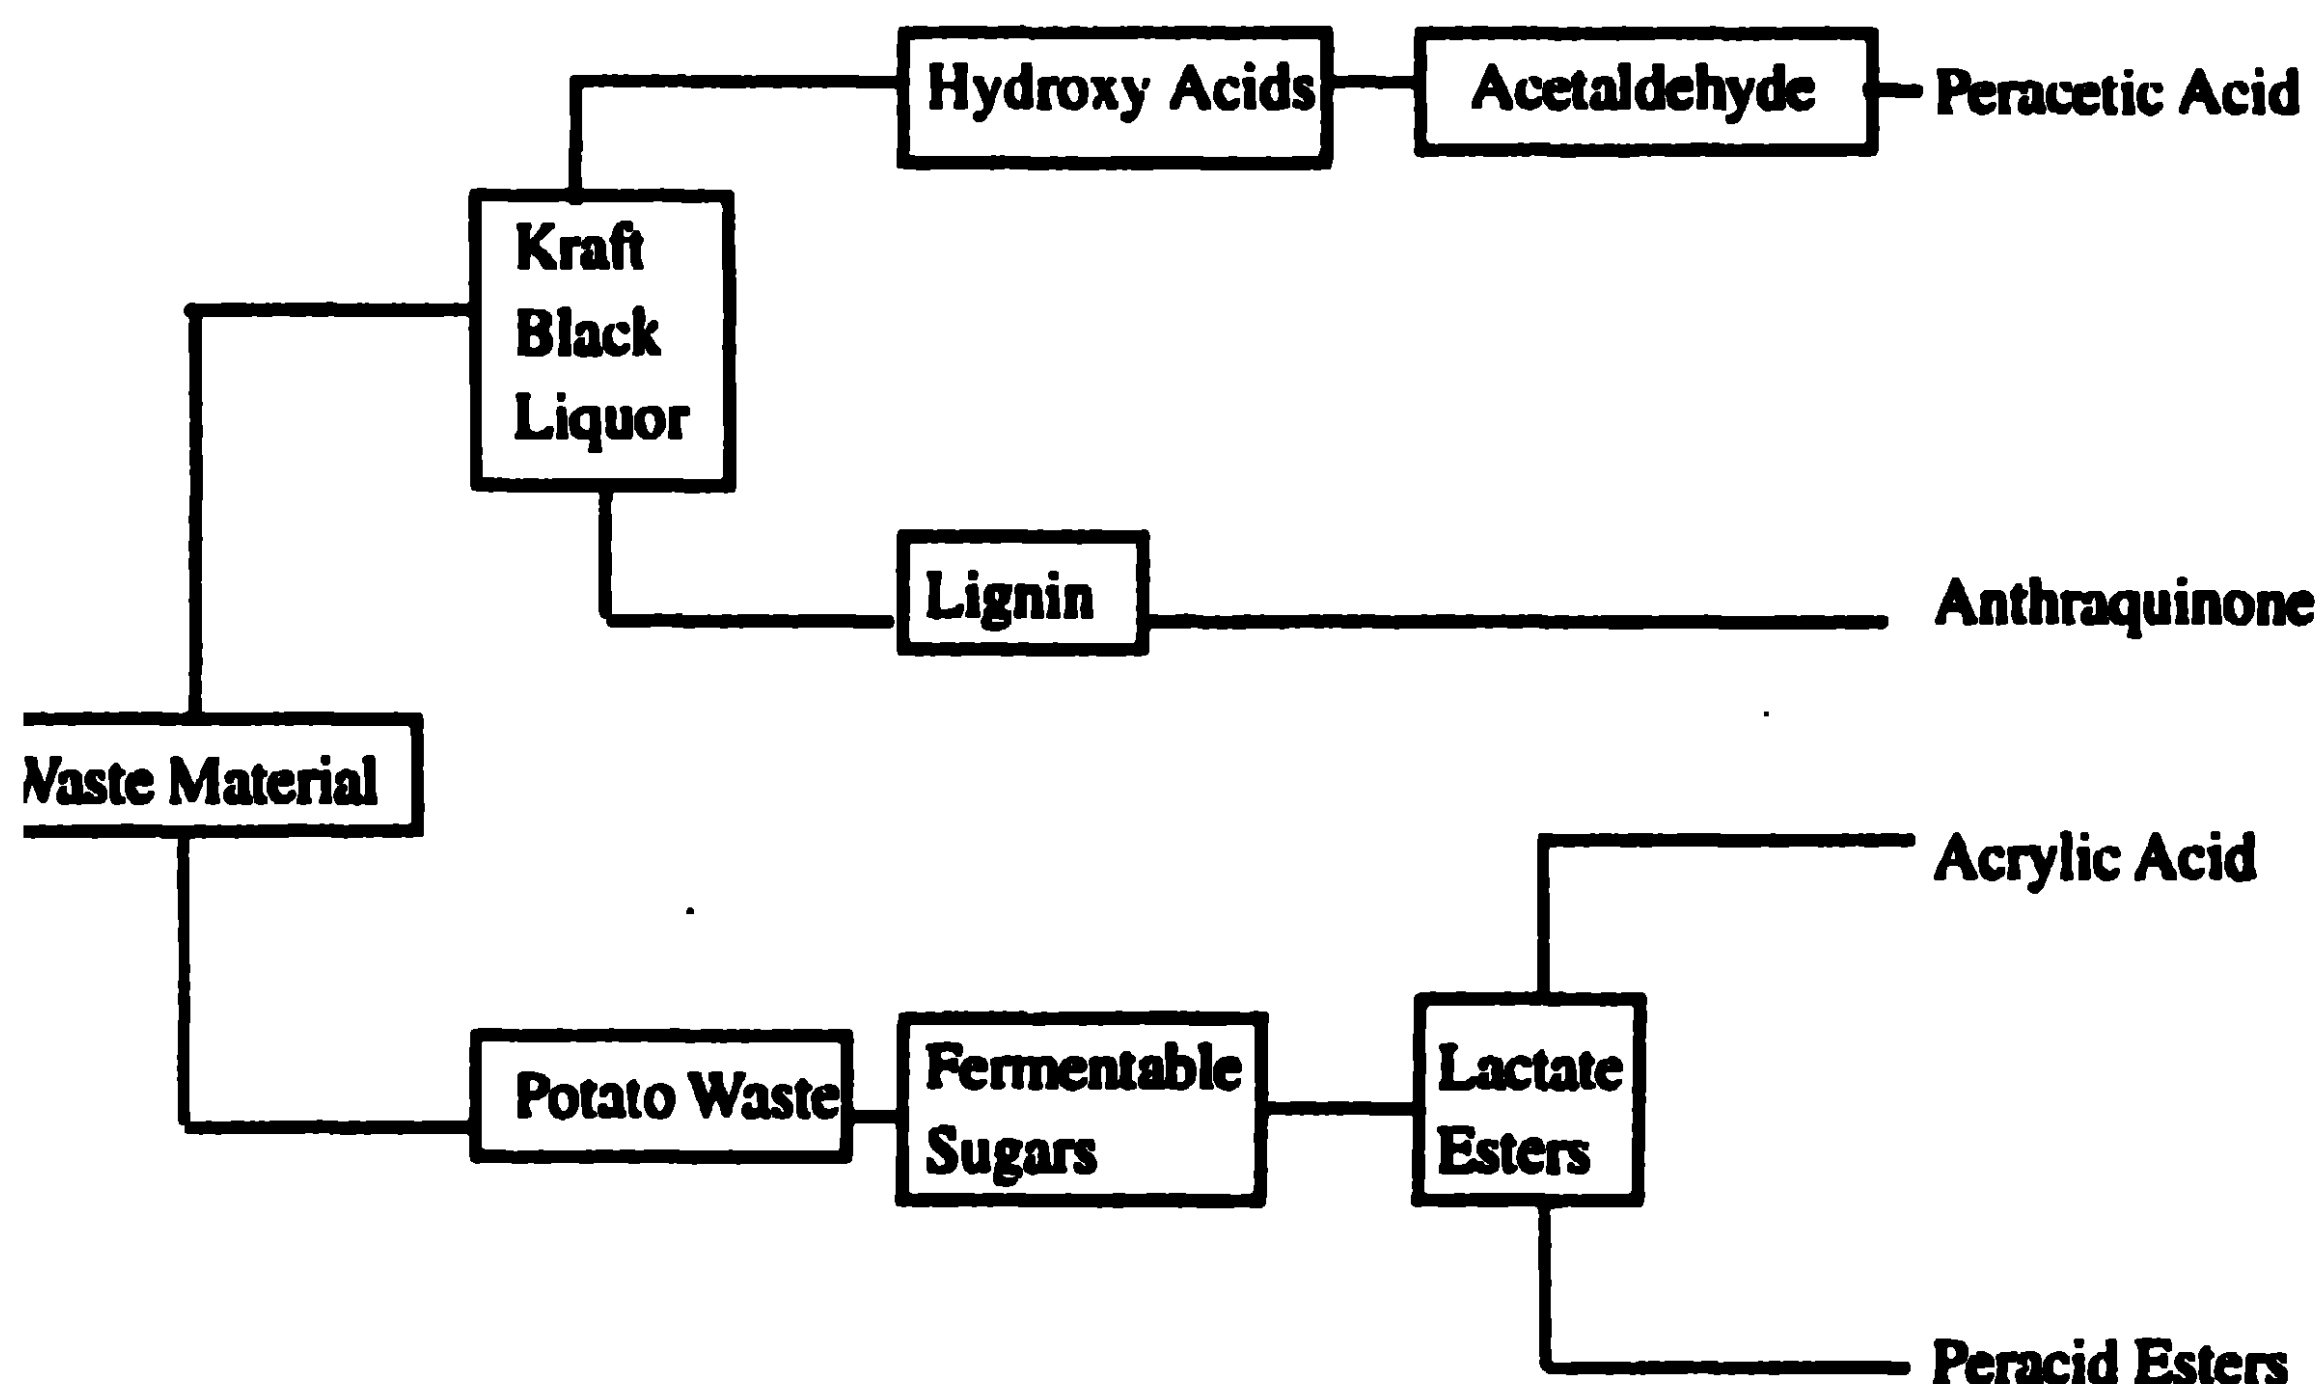 Hydroxy Acids
Acetaldehyde
Peracetic Acid
Kraft
Black
Liquor
Lignin
Anthraquinone
Waste Material
Acrylic Acid
Potato Waste
Fermentable
Sugars
Lactate
Esters
Peracid Esters